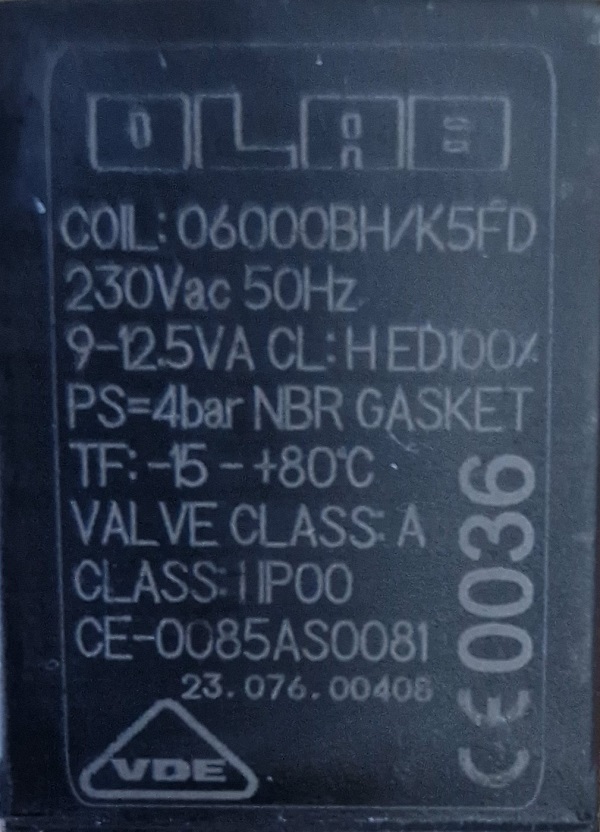 OLAB
COIL: 06000BH/K5FD
230Vac 50Hz
9-12.5VA CL: H ED100%
PS=4bar NBR GASKET
TF: -15 - +80°C
VALVE CLASS: A
CLASS: I IP00
CE-0085AS0081
23.076.00408
VDE
CE 0036